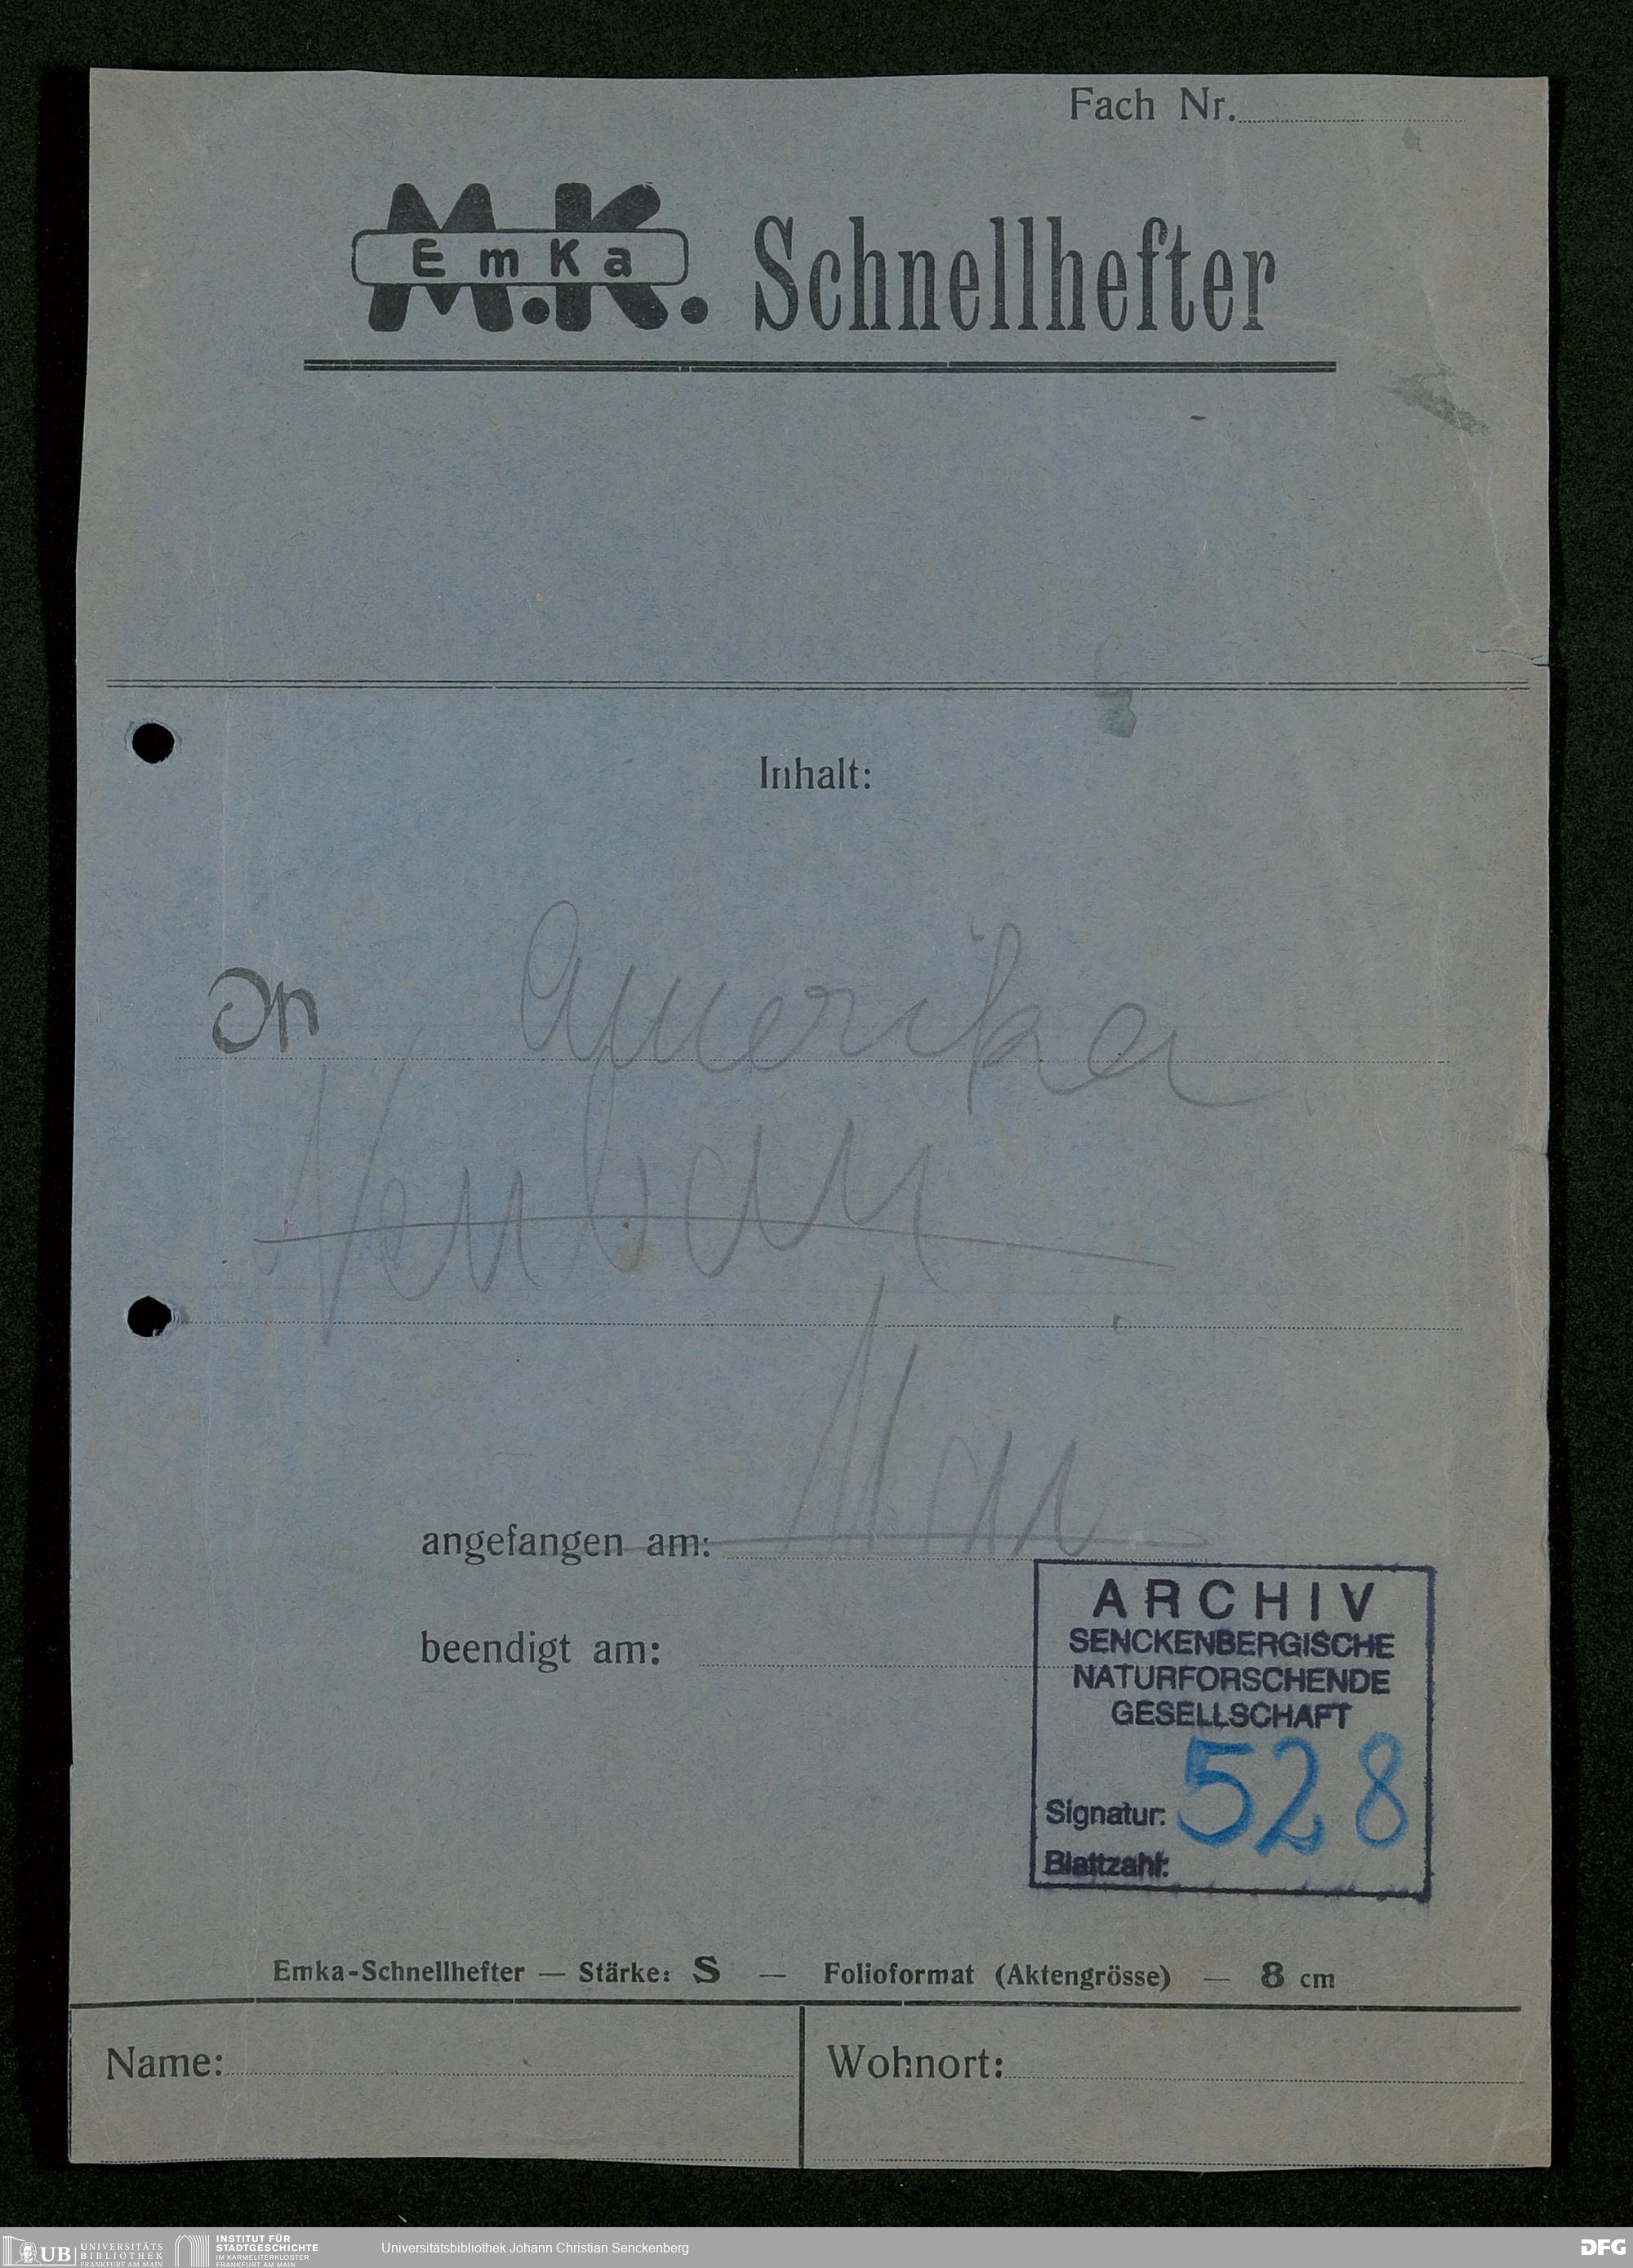 Fach Nr.
M.K.
EmKa
Schnellhefter
Inhalt:
In Amerika
Neubau
Mai
angefangen am:
beendigt am:
ARCHIV
SENCKENBERGISCHE
NATURFORSCHENDE
GESELLSCHAFT
Signatur: 528
Blattzahl:
Emka-Schnellhefter — Stärke: S — Folioformat (Aktengrösse) — 8 cm
Name:
Wohnort:
UB UNIVERSITÄTS
BIBLIOTHEK
FRANKFURT AM MAIN
INSTITUT FÜR
STADTGESCHICHTE
IM KARMELITERKLOSTER
FRANKFURT AM MAIN
Universitätsbibliothek Johann Christian Senckenberg
DFG